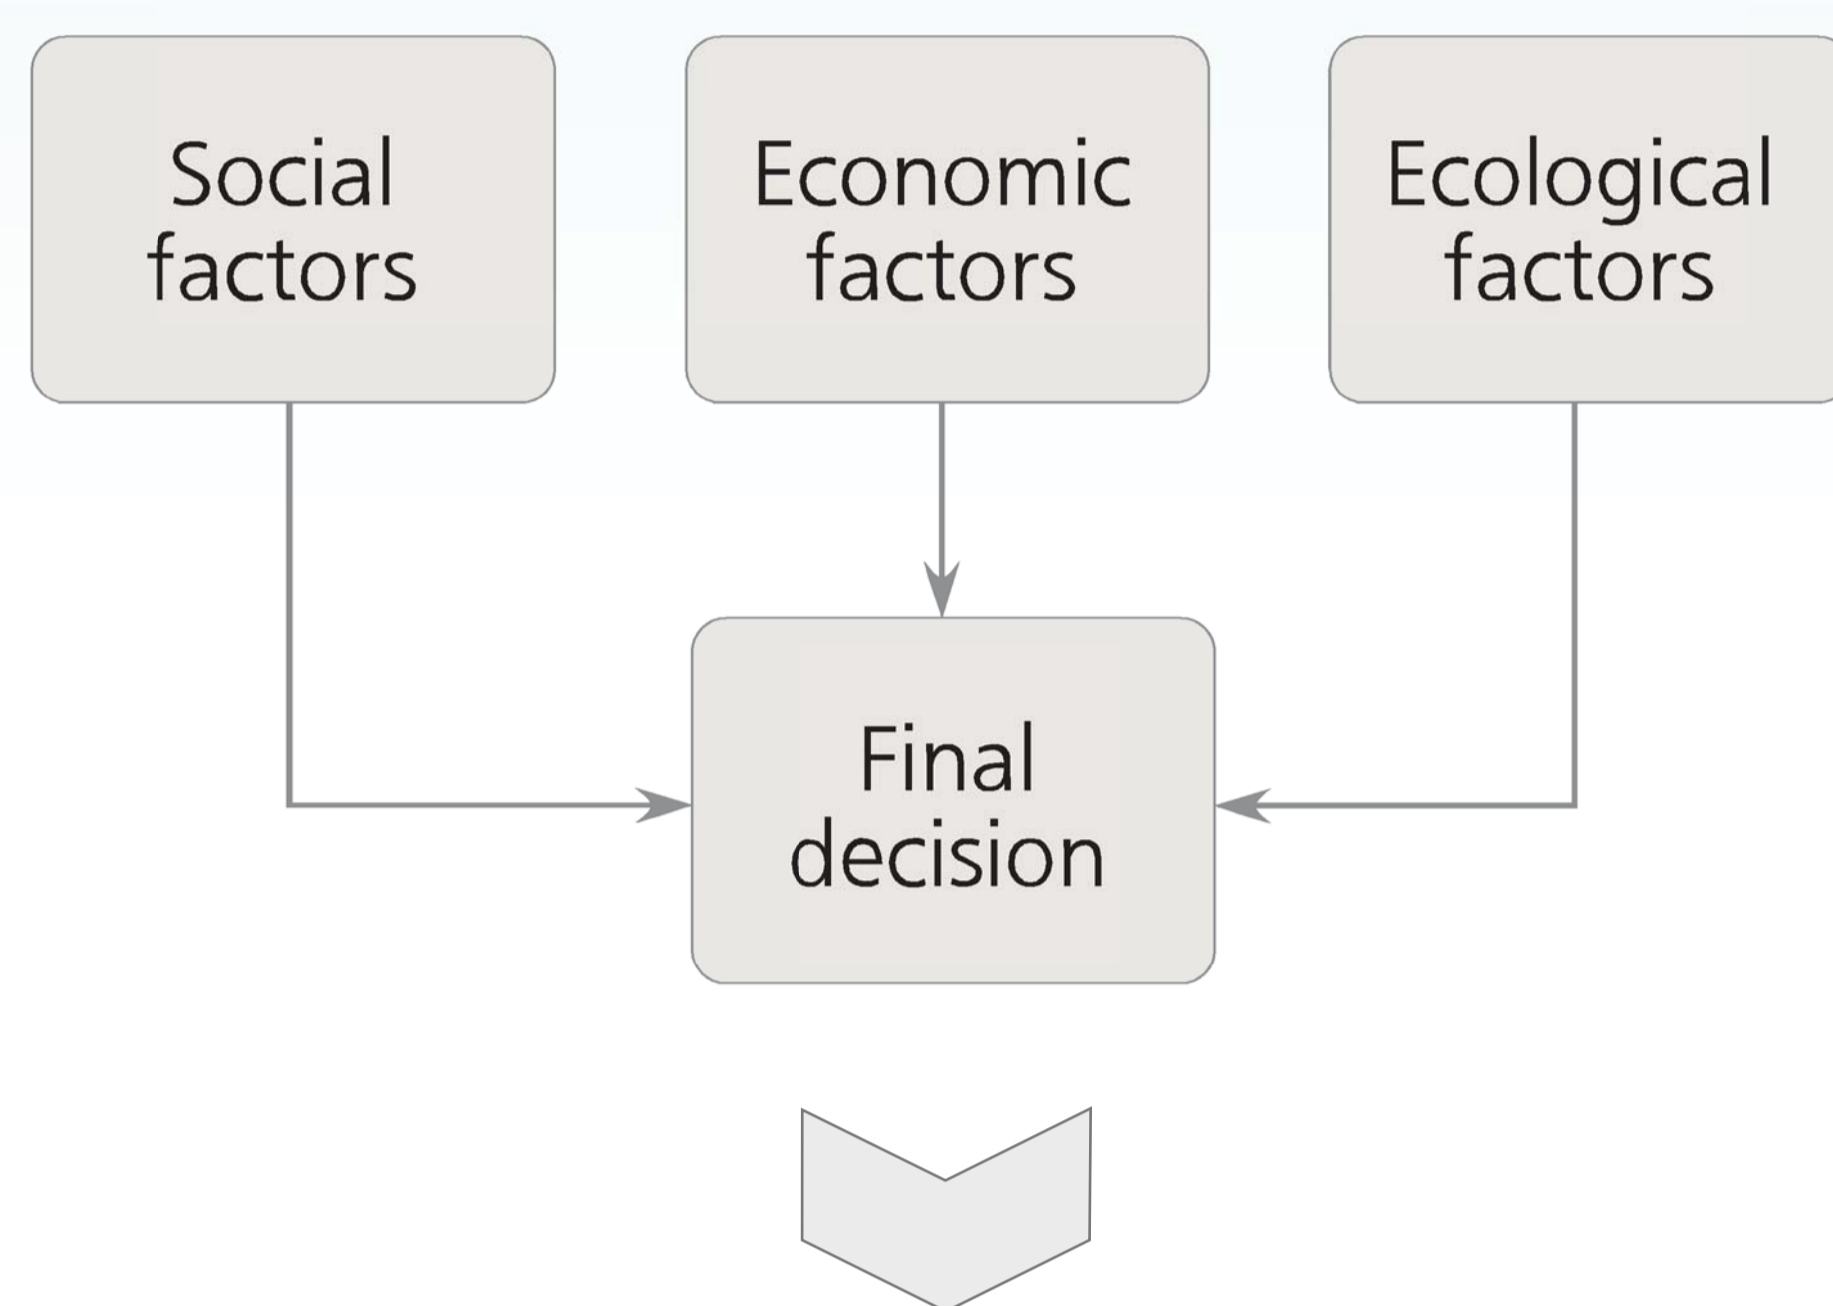 Social
factors
Economic
factors
Ecological
factors
Final
decision